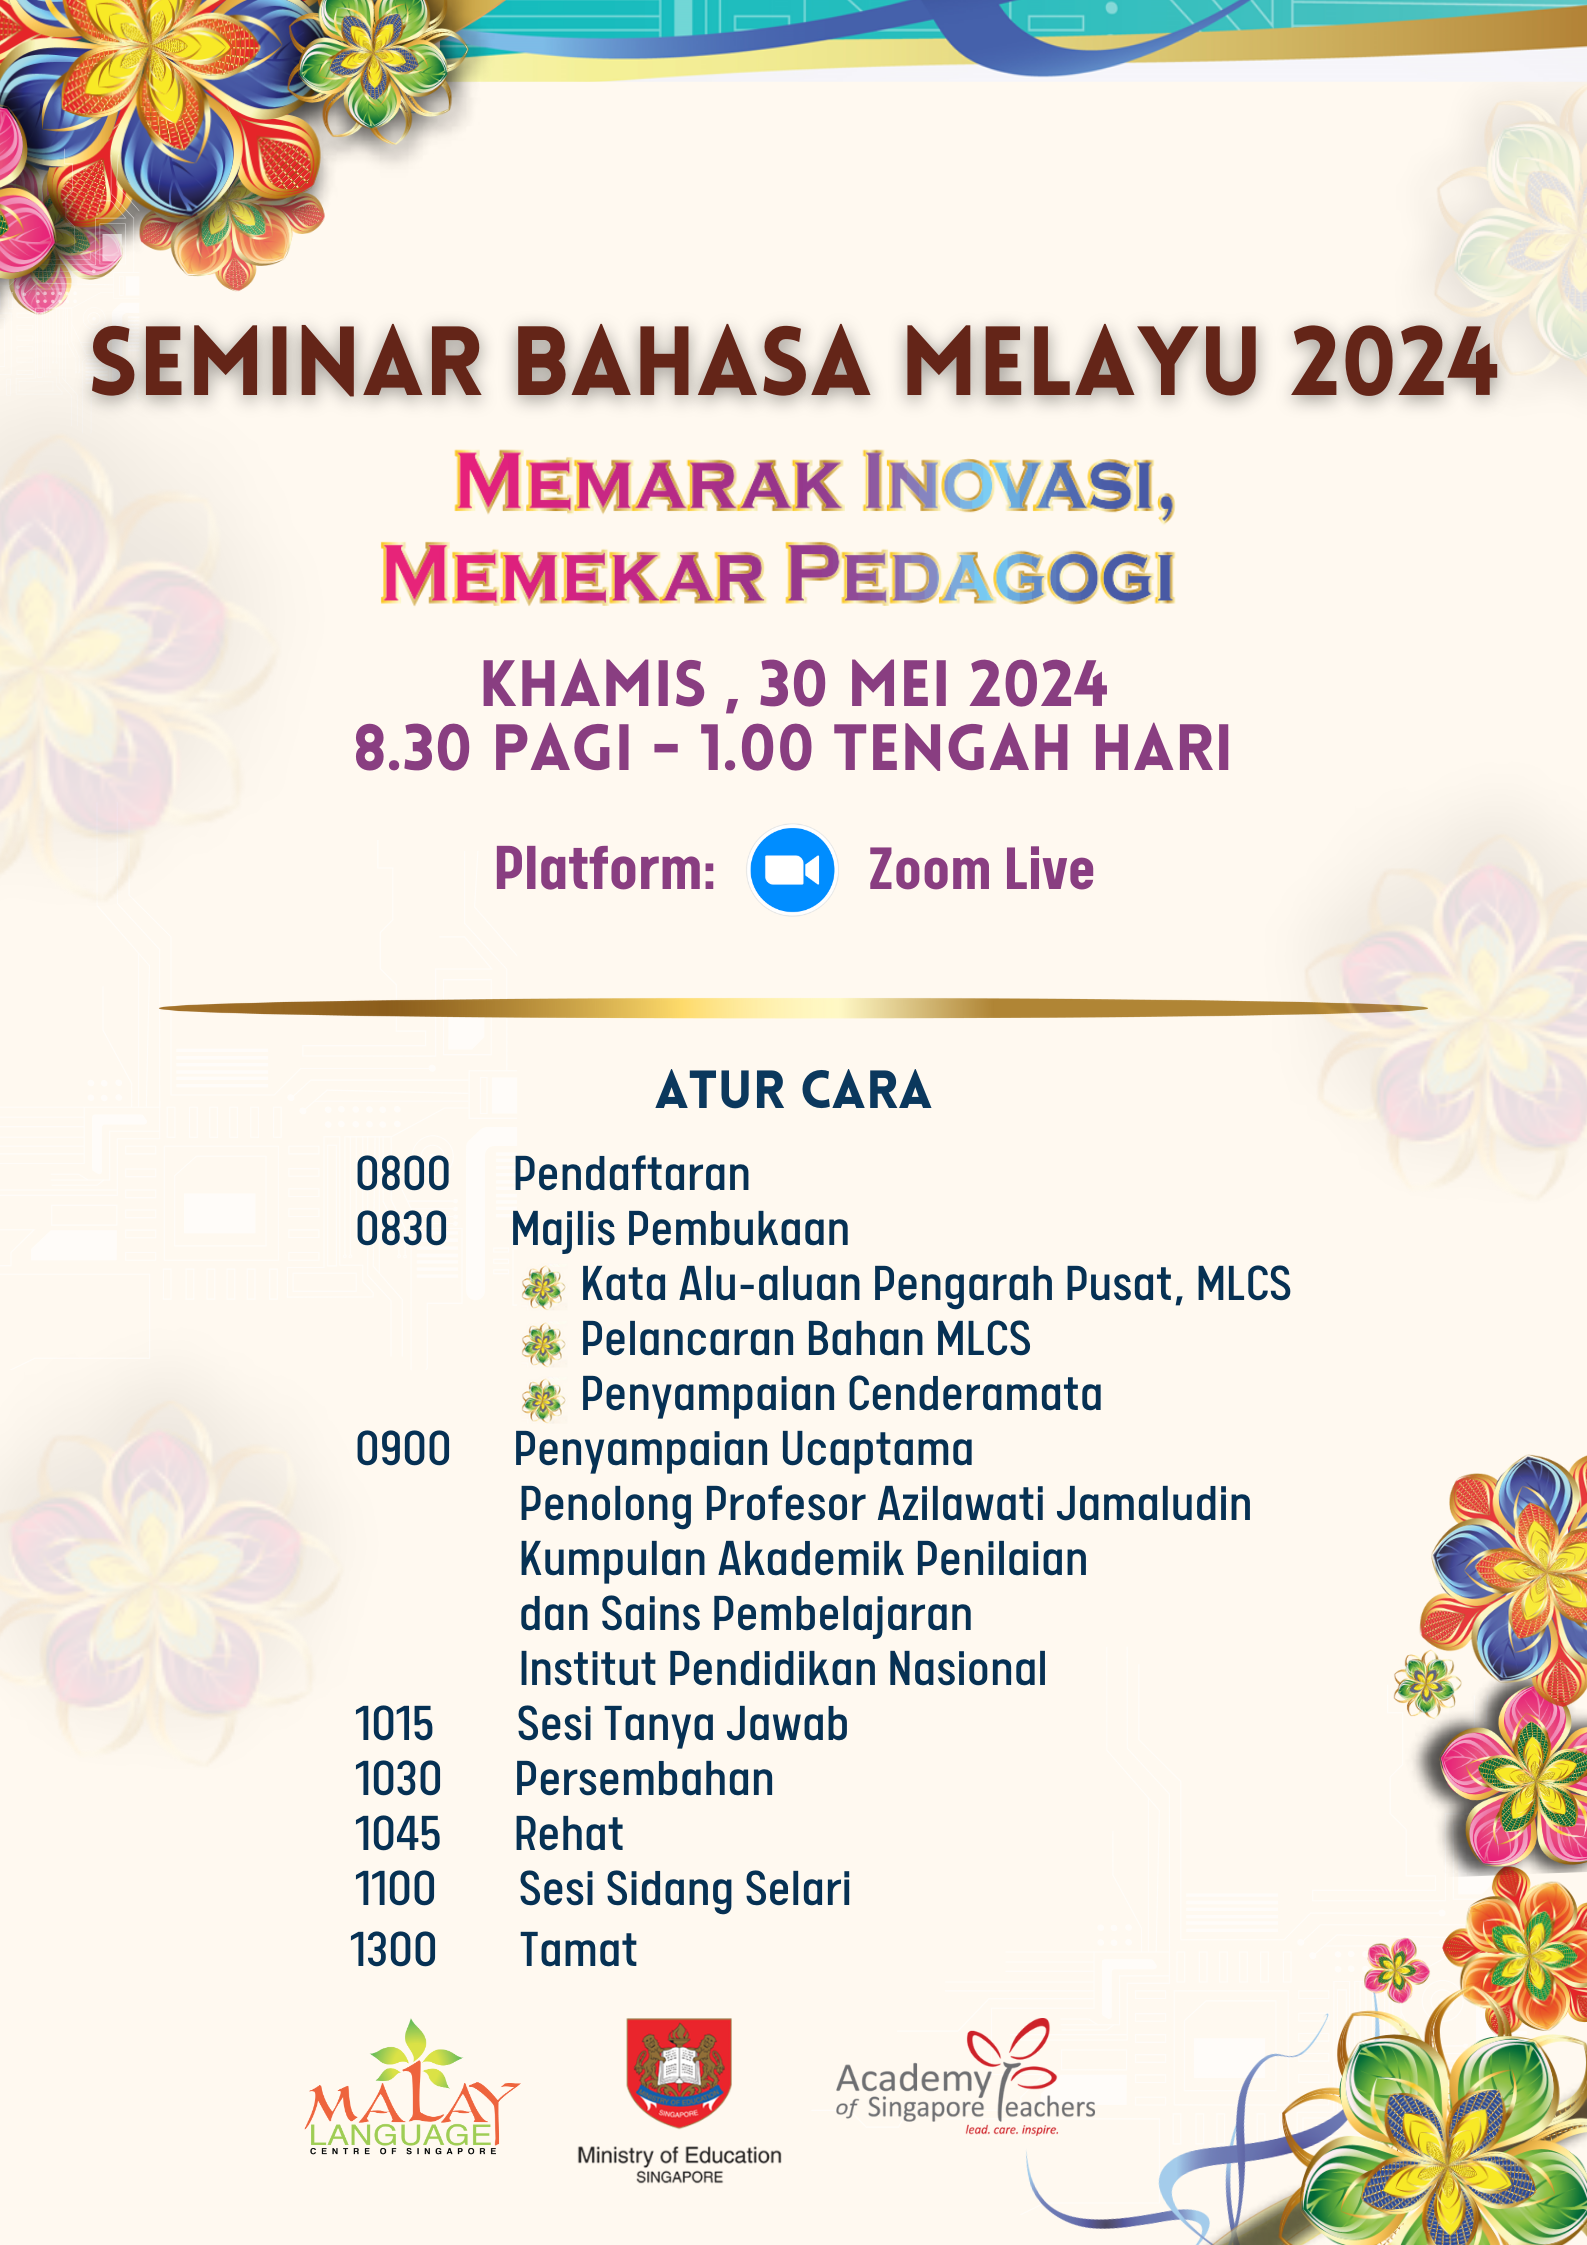 SEMINAR BAHASA MELAYU 2024
MEMARAK INOVASI,
MEMEKAR PEDAGOGI
KHAMIS , 30 MEI 2024
8.30 PAGI - 1.00 TENGAH HARI
Platform: Zoom Live
ATUR CARA
0800 Pendaftaran
0830 Majlis Pembukaan
Kata Alu-aluan Pengarah Pusat, MLCS
Pelancaran Bahan MLCS
Penyampaian Cenderamata
0900 Penyampaian Ucaptama
Penolong Profesor Azilawati Jamaludin
Kumpulan Akademik Penilaian
dan Sains Pembelajaran
Institut Pendidikan Nasional
1015 Sesi Tanya Jawab
1030 Persembahan
1045 Rehat
1100 Sesi Sidang Selari
1300 Tamat
MALAY
LANGUAGE
CENTRE OF SINGAPORE
SINGAPORE
Ministry of Education
SINGAPORE
Academy
of Singapore Teachers
lead. care. inspire.